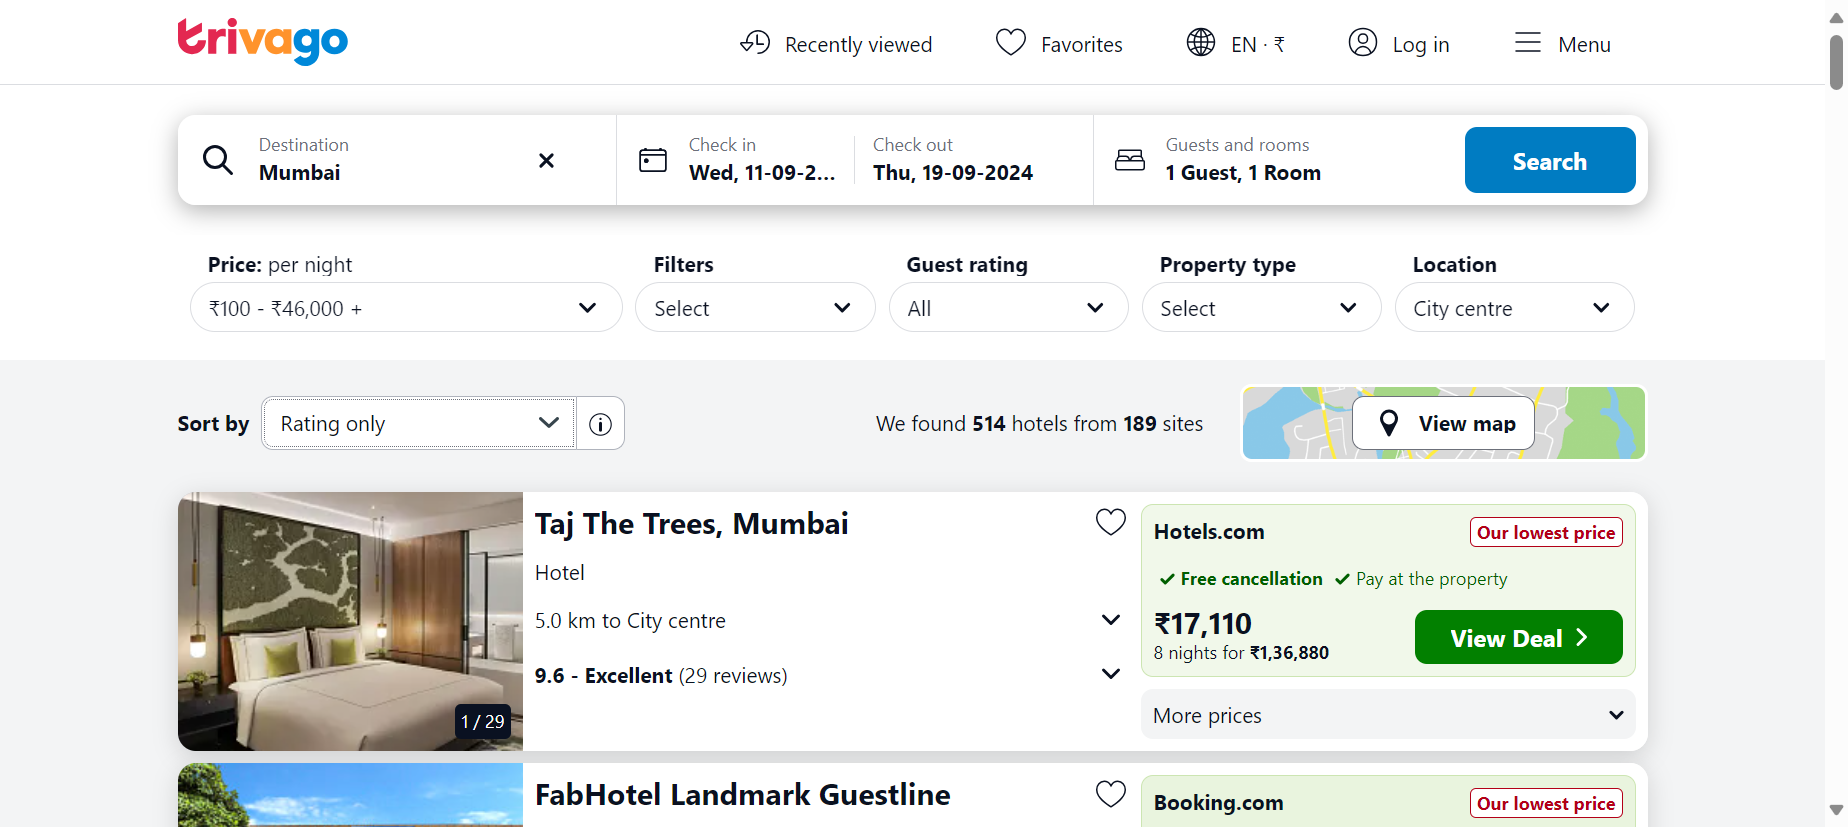 trivago
Recently viewed
Favorites
EN · ₹
Log in
Menu
Destination
Mumbai
Check in
Wed, 11-09-2...
Check out
Thu, 19-09-2024
Guests and rooms
1 Guest, 1 Room
Search
Price: per night
₹100 - ₹46,000 +
Filters
Select
Guest rating
All
Property type
Select
Location
City centre
Sort by
Rating only
We found 514 hotels from 189 sites
View map
1 / 29
Taj The Trees, Mumbai
Hotel
5.0 km to City centre
9.6 - Excellent (29 reviews)
Hotels.com
Our lowest price
Free cancellation
Pay at the property
₹17,110
8 nights for ₹1,36,880
View Deal
More prices
FabHotel Landmark Guestline
Booking.com
Our lowest price